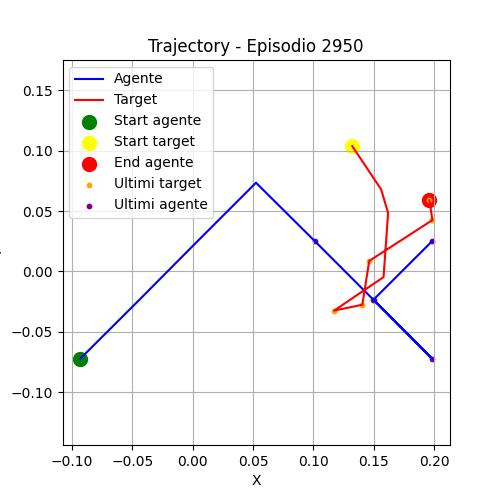 Trajectory - Episodio 2950
Agente
Target
Start agente
Start target
End agente
Ultimi target
Ultimi agente
0.15
0.10
0.05
0.00
−0.05
−0.10
−0.10
−0.05
0.00
0.05
0.10
0.15
0.20
X